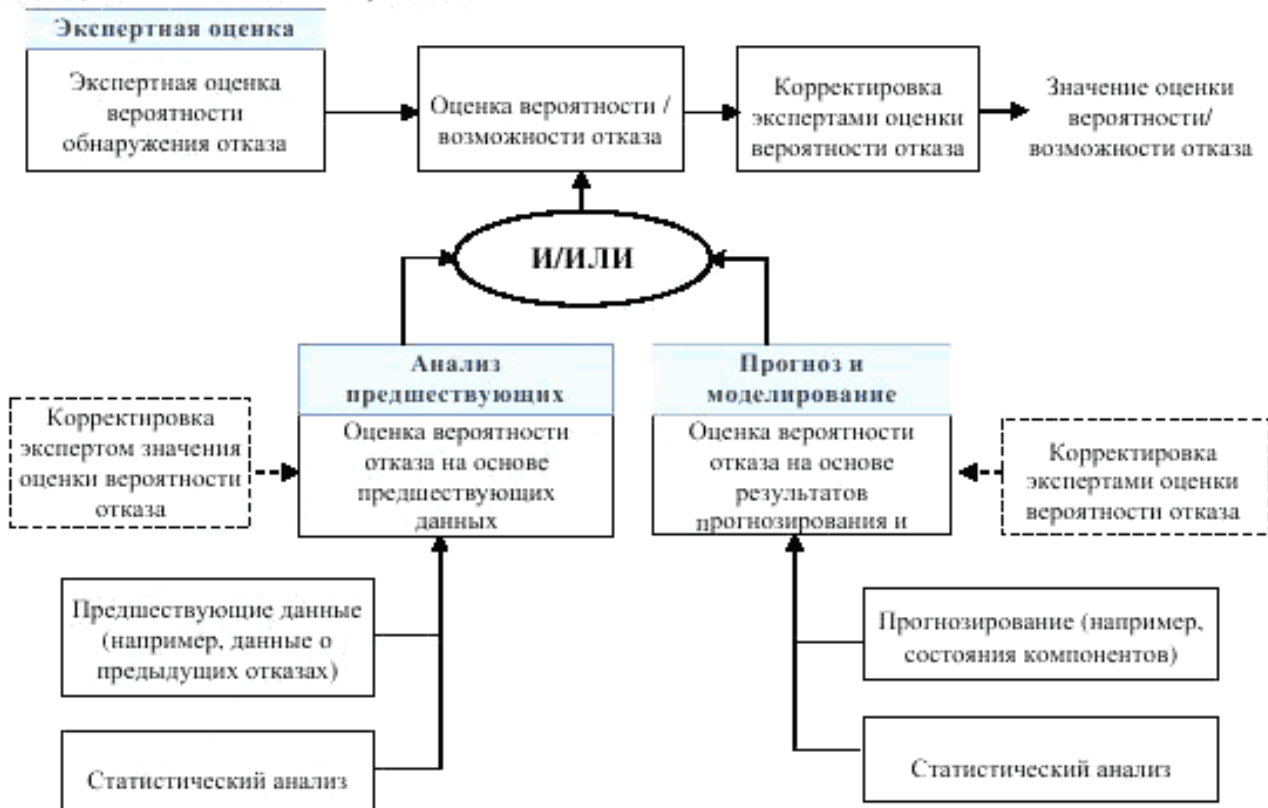 Экспертная оценка
Экспертная оценка
вероятности
обнаружения отказа
Оценка вероятности /
возможности отказа
Корректировка
экспертами оценки
вероятности отказа
Значение оценки
вероятности/
возможности отказа
И/ИЛИ
Анализ
предшествующих
Оценка вероятности
отказа на основе
предшествующих
данных
Прогноз и
моделирование
Оценка вероятности
отказа на основе
результатов
прогнозирования и
Корректировка
экспертом значения
оценки вероятности
отказа
Корректировка
экспертами оценки
вероятности отказа
Предшествующие данные
(например, данные о
предыдущих отказах)
Прогнозирование (например,
состояния компонентов)
Статистический анализ
Статистический анализ